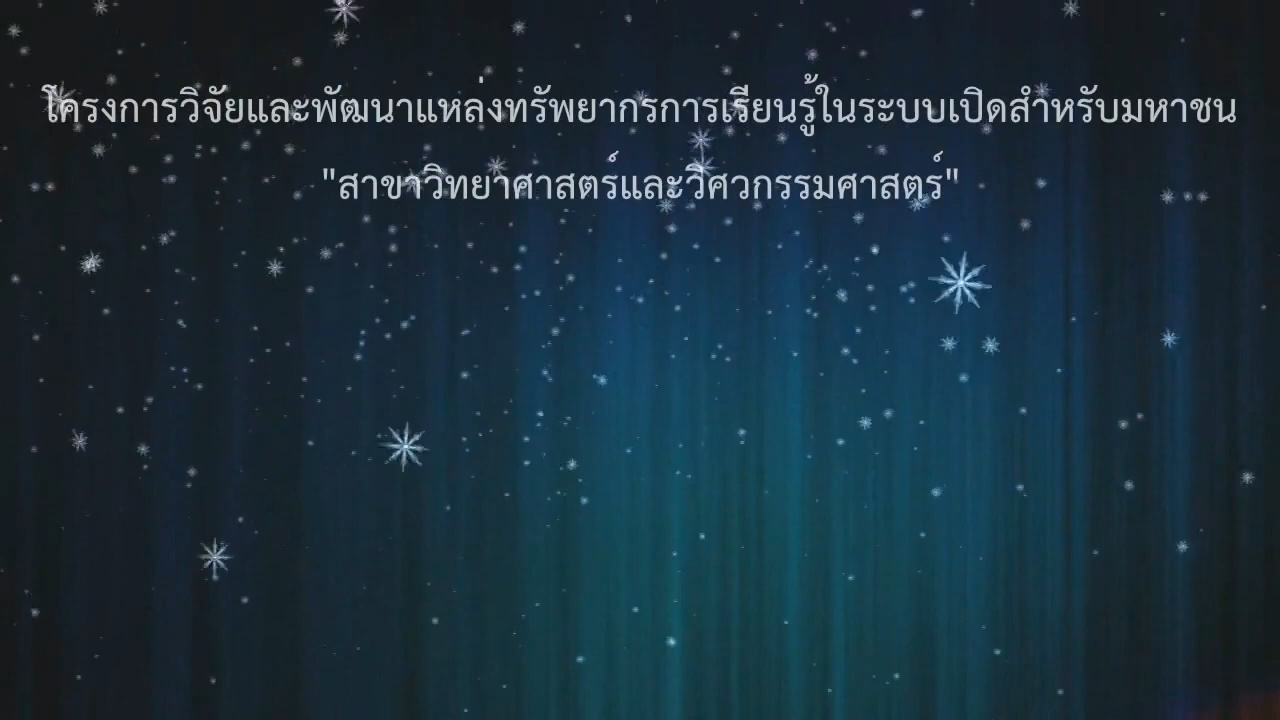 โครงการวิจัยและพัฒนาแหล่งทรัพยากรการเรียนรู้ในระบบเปิดสำหรับมหาชน
"สาขาวิทยาศาสตร์และวิศวกรรมศาสตร์"